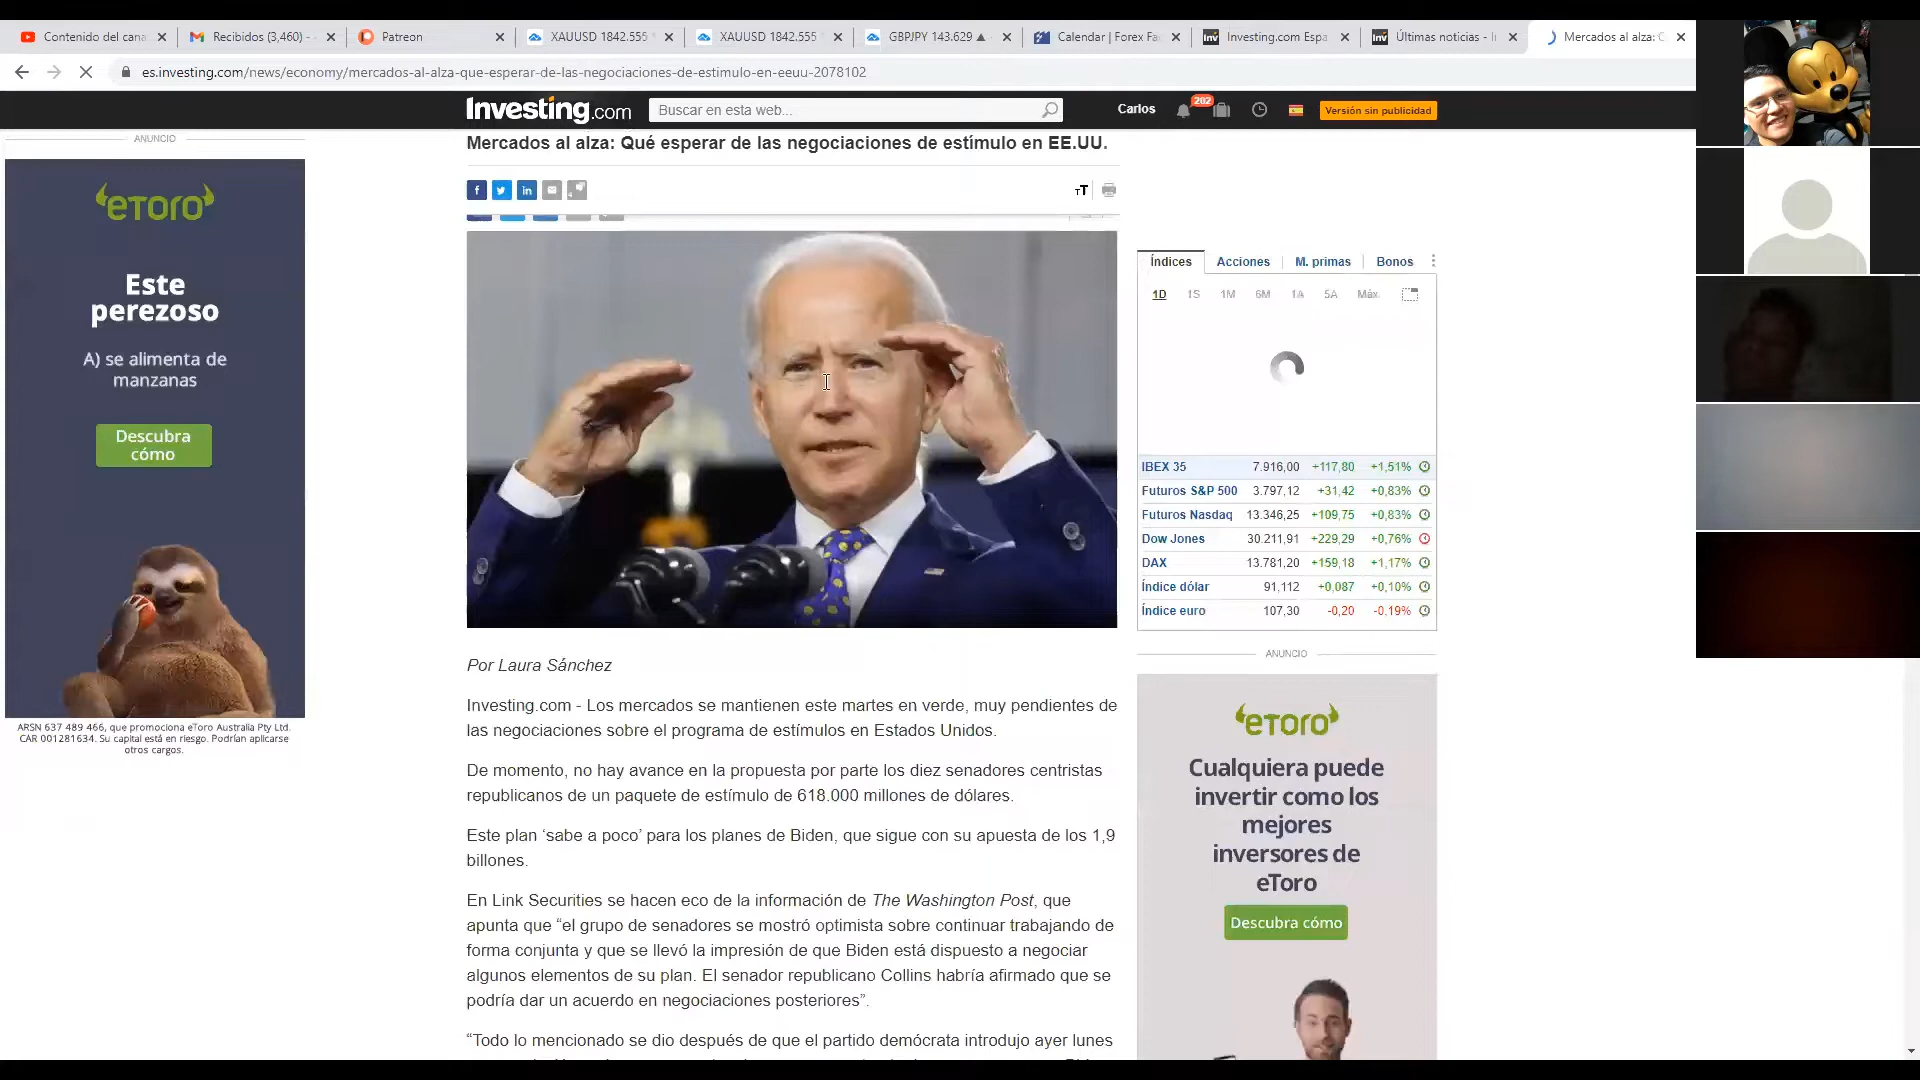 Contenido del cana
Recibidos (3,460) -
Patreon
XAUUSD 1842.555
XAUUSD 1842.555
GBPJPY 143.629 ▲
Calendar | Forex Fa
Investing.com Espa
Últimas noticias - I
Mercados al alza: C
es.investing.com/news/economy/mercados-al-alza-que-esperar-de-las-negociaciones-de-estimulo-en-eeuu-2078102
Investing.com
Buscar en esta web...
Carlos
202
Versión sin publicidad
ANUNCIO
eToro
Este
perezoso
A) se alimenta de
manzanas
Descubra
cómo
ARSN 637 489 466, que promociona eToro Australia Pty Ltd.
CAR 001281634. Su capital está en riesgo. Podrían aplicarse
otros cargos.
Mercados al alza: Qué esperar de las negociaciones de estímulo en EE.UU.
Por Laura Sánchez
Investing.com - Los mercados se mantienen este martes en verde, muy pendientes de
las negociaciones sobre el programa de estímulos en Estados Unidos.
De momento, no hay avance en la propuesta por parte los diez senadores centristas
republicanos de un paquete de estímulo de 618.000 millones de dólares.
Este plan ‘sabe a poco’ para los planes de Biden, que sigue con su apuesta de los 1,9
billones.
En Link Securities se hacen eco de la información de The Washington Post, que
apunta que “el grupo de senadores se mostró optimista sobre continuar trabajando de
forma conjunta y que se llevó la impresión de que Biden está dispuesto a negociar
algunos elementos de su plan. El senador republicano Collins habría afirmado que se
podría dar un acuerdo en negociaciones posteriores”.
“Todo lo mencionado se dio después de que el partido demócrata introdujo ayer lunes
Índices Acciones M. primas Bonos
1D 1S 1M 6M 1A 5A Máx.
IBEX 35 7.916,00 +117,80 +1,51%
Futuros S&P 500 3.797,12 +31,42 +0,83%
Futuros Nasdaq 13.346,25 +109,75 +0,83%
Dow Jones 30.211,91 +229,29 +0,76%
DAX 13.781,20 +159,18 +1,17%
Índice dólar 91,112 +0,087 +0,10%
Índice euro 107,30 -0,20 -0.19%
ANUNCIO
eToro
Cualquiera puede
invertir como los
mejores
inversores de
eToro
Descubra cómo